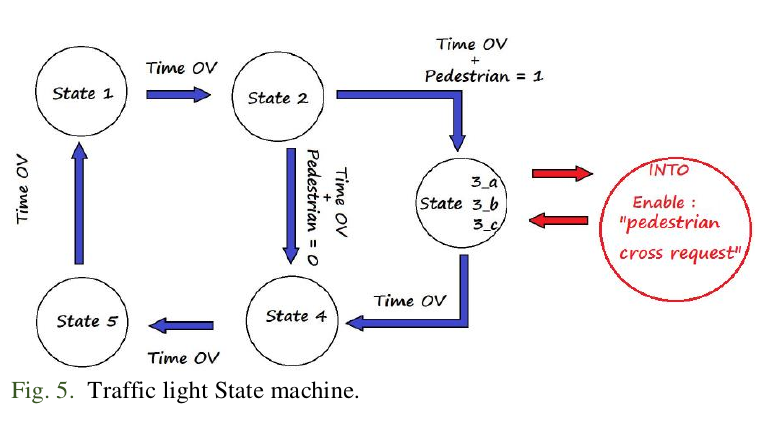 Time OV
+
Pedestrian = 1
Time OV
State 1
State 2
Time OV
+
Pedestrian = 0
Time OV
3_a
State 3_b
3_c
INTO
Enable :
"pedestrian
cross request"
Time OV
State 5
State 4
Time OV
Fig. 5. Traffic light State machine.